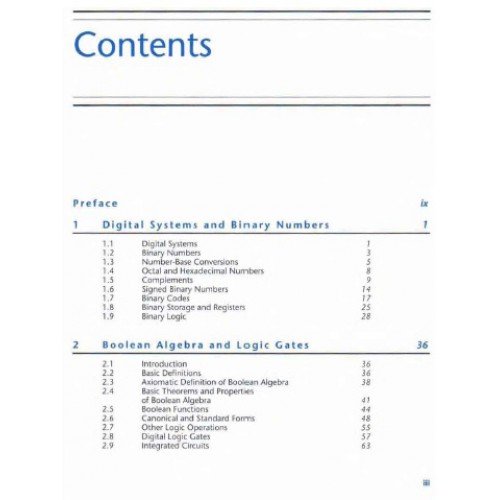 Contents
Preface ix
1 Digital Systems and Binary Numbers 1
1.1 Digital Systems 1
1.2 Binary Numbers 3
1.3 Number-Base Conversions 5
1.4 Octal and Hexadecimal Numbers 8
1.5 Complements 9
1.6 Signed Binary Numbers 14
1.7 Binary Codes 17
1.8 Binary Storage and Registers 25
1.9 Binary Logic 28
2 Boolean Algebra and Logic Gates 36
2.1 Introduction 36
2.2 Basic Definitions 36
2.3 Axiomatic Definition of Boolean Algebra 38
2.4 Basic Theorems and Properties
of Boolean Algebra 41
2.5 Boolean Functions 44
2.6 Canonical and Standard Forms 48
2.7 Other Logic Operations 55
2.8 Digital Logic Gates 57
2.9 Integrated Circuits 63
iii